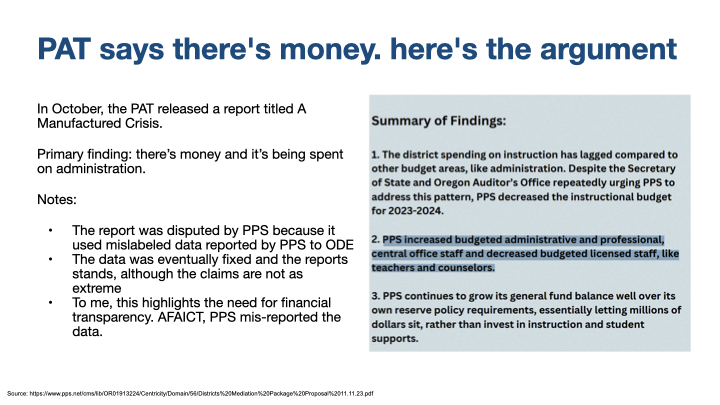 PAT says there's money. here's the argument
In October, the PAT released a report titled A
Manufactured Crisis.
Primary finding: there's money and it's being spent
on administration.
Notes:
• The report was disputed by PPS because it
used mislabeled data reported by PPS to ODE
• The data was eventually fixed and the reports
stands, although the claims are not as
extreme
• To me, this highlights the need for financial
transparency. AFAICT, PPS mis-reported the
data.
Summary of Findings:
1. The district spending on instruction has lagged compared to
other budget areas, like administration. Despite the Secretary
of State and Oregon Auditor's Office repeatedly urging PPS to
address this pattern, PPS decreased the instructional budget
for 2023-2024.
2. PPS increased budgeted administrative and professional,
central office staff and decreased budgeted licensed staff, like
teachers and counselors.
3. PPS continues to grow its general fund balance well over its
own reserve policy requirements, essentially letting millions of
dollars sit, rather than invest in instruction and student
supports.
Source: https://www.pps.net/cms/lib/OR01913224/Centricity/Domain/56/Districts%20Mediation%20Package%20Proposal%2011.11.23.pdf